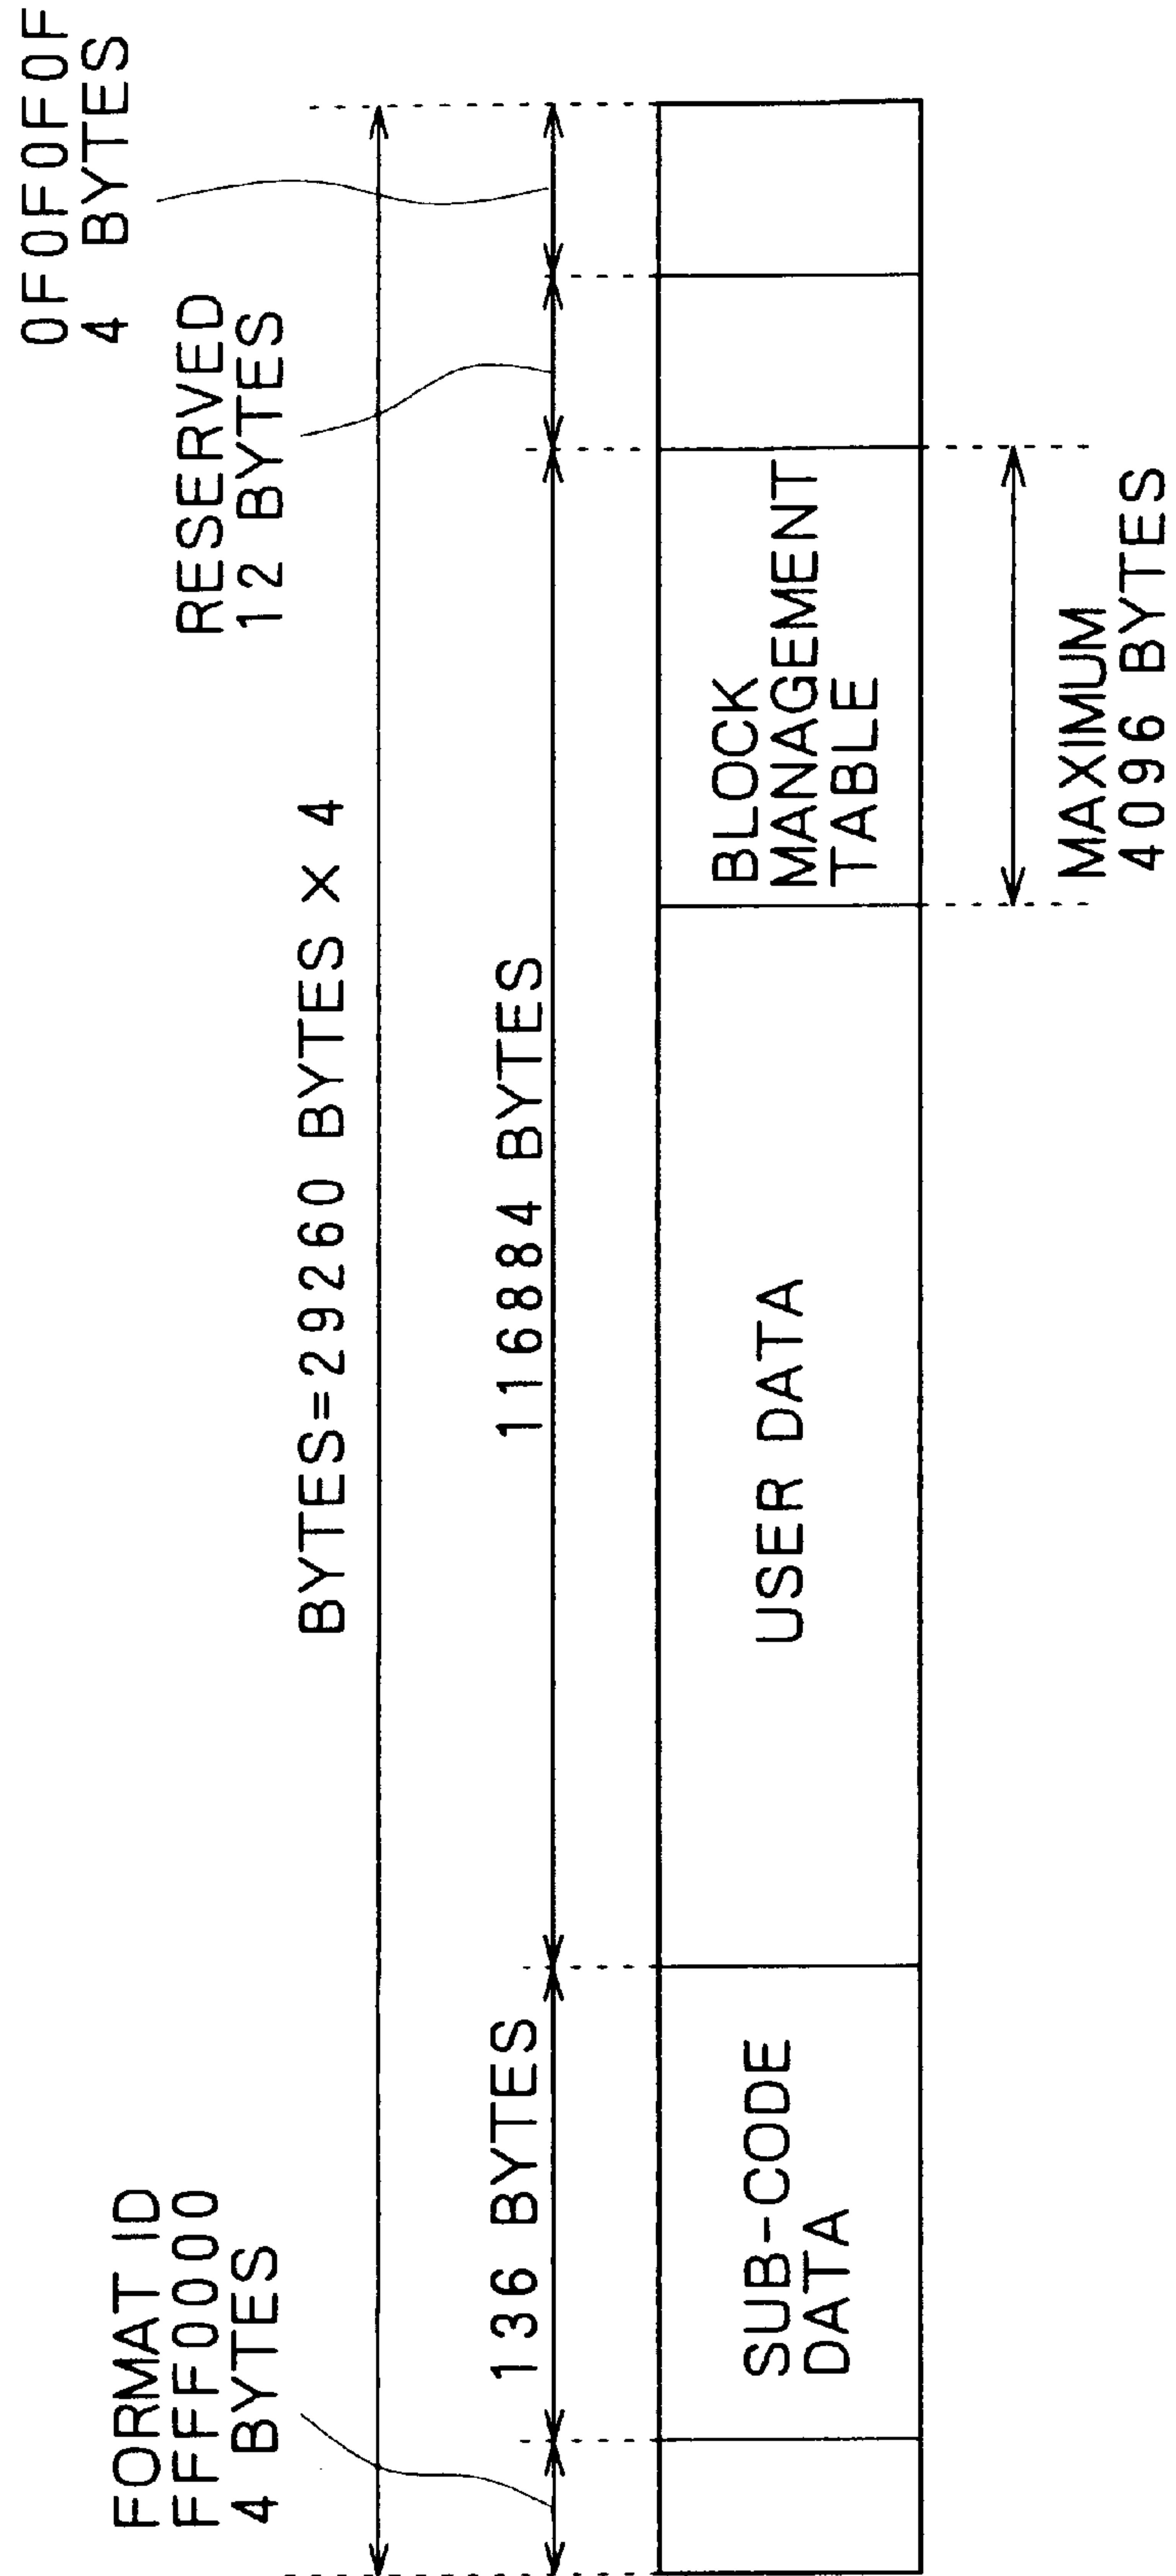 FORMAT ID
FFFF0000
4 BYTES
BYTES=29260 BYTES × 4
0F0F0F0F
4 BYTES
RESERVED
12 BYTES
136 BYTES
116884 BYTES
SUB-CODE
DATA
USER DATA
BLOCK
MANAGEMENT
TABLE
MAXIMUM
4096 BYTES